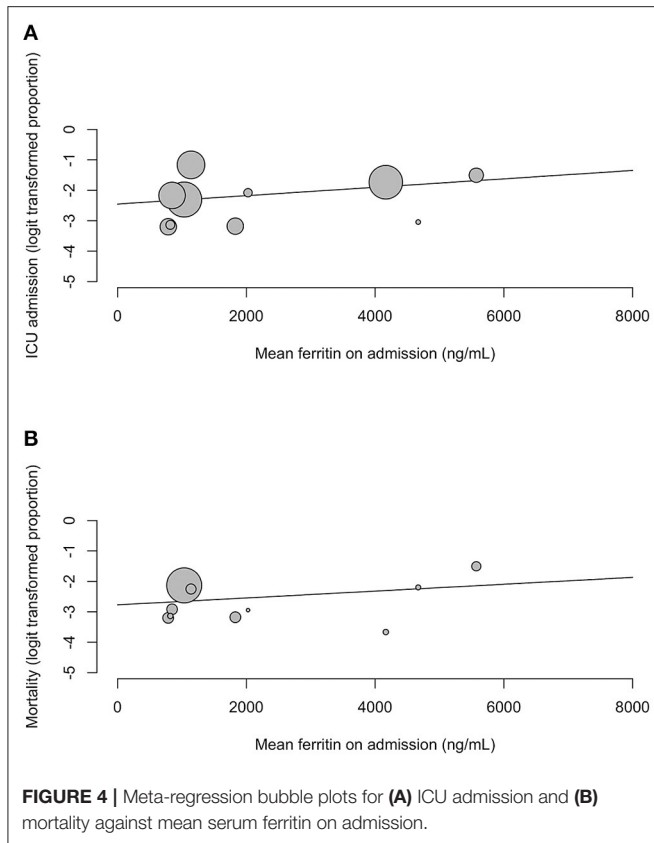 A
ICU admission (logit transformed proportion)
0
-1
-2
-3
-4
-5
0 2000 4000 6000 8000
Mean ferritin on admission (ng/mL)
B
Mortality (logit transformed proportion)
0
-1
-2
-3
-4
-5
0 2000 4000 6000 8000
Mean ferritin on admission (ng/mL)
FIGURE 4 | Meta-regression bubble plots for (A) ICU admission and (B)
mortality against mean serum ferritin on admission.